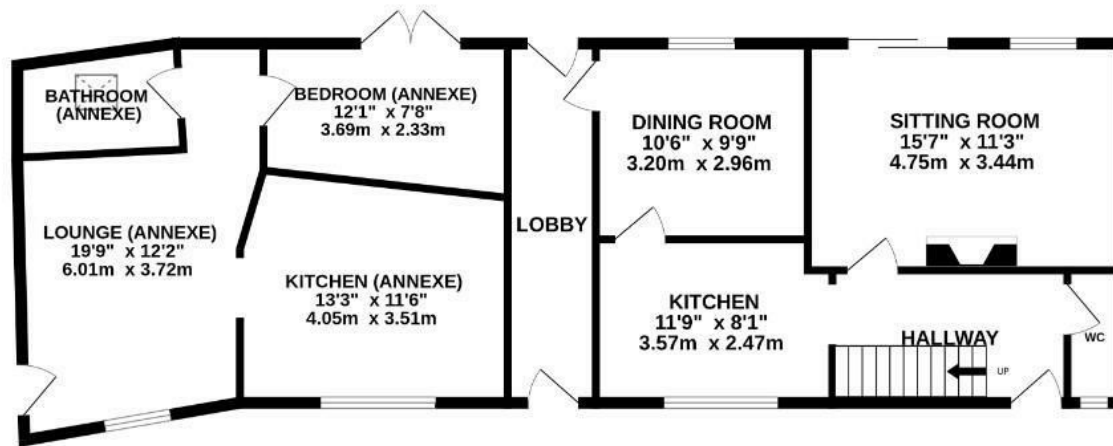 BATHROOM
(ANNEXE)
BEDROOM (ANNEXE)
12'1" x 7'8"
3.69m x 2.33m
DINING ROOM
10'6" x 9'9"
3.20m x 2.96m
SITTING ROOM
15'7" x 11'3"
4.75m x 3.44m
LOUNGE (ANNEXE)
19'9" x 12'2"
6.01m x 3.72m
LOBBY
KITCHEN (ANNEXE)
13'3" x 11'6"
4.05m x 3.51m
KITCHEN
11'9" x 8'1"
3.57m x 2.47m
HALLWAY
WC
UP